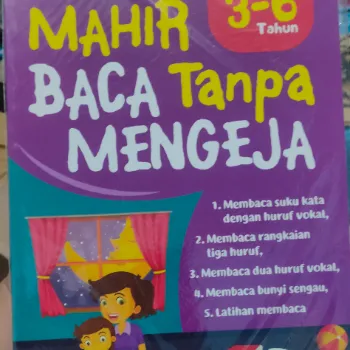 MAHIR
3-6
Tahun
BACA Tanpa
MENGEJA
1. Membaca suku kata
dengan huruf vokal,
2. Membaca rangkaian
tiga huruf,
3. Membaca dua huruf vokal,
4. Membaca bunyi sengau,
5. Latihan membaca